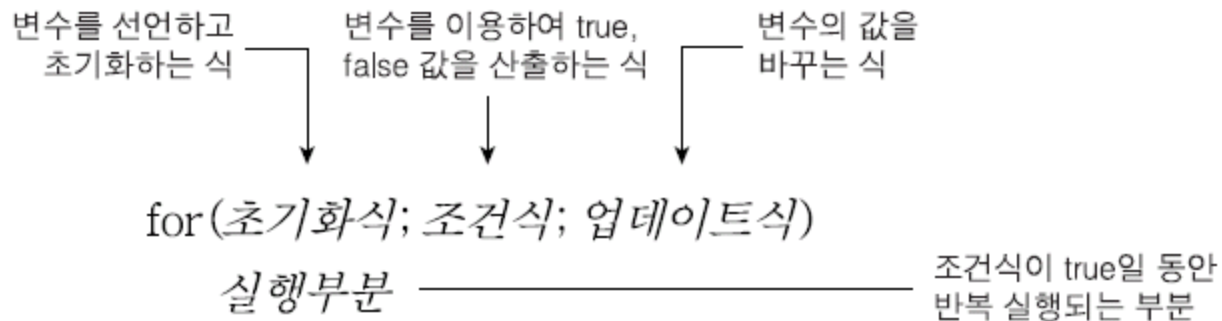 변수를 선언하고
초기화하는 식
변수를 이용하여 true,
false 값을 산출하는 식
변수의 값을
바꾸는 식
for(초기화식; 조건식; 업데이트식)
실행부분
조건식이 true일 동안
반복 실행되는 부분